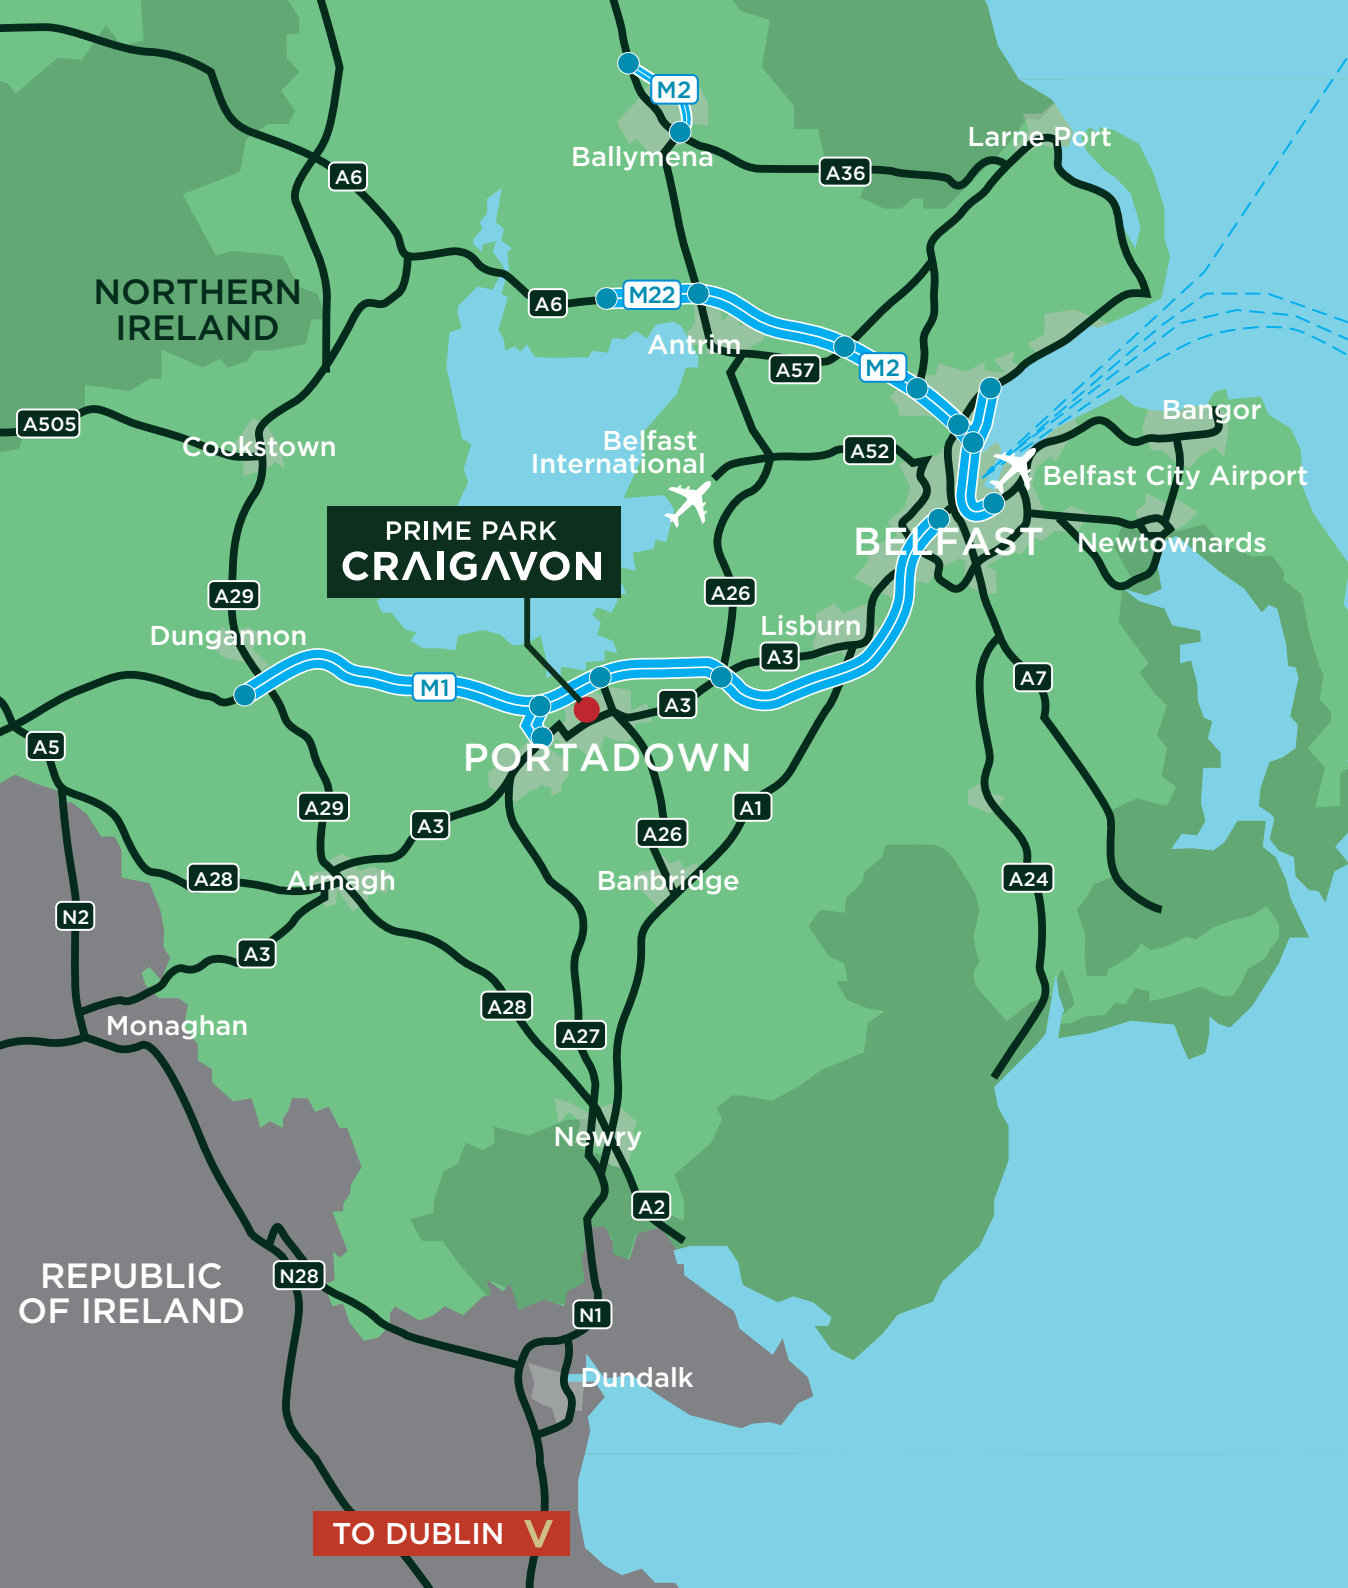 M2
Larne Port
Ballymena
A36
A6
NORTHERN
IRELAND
A6
M22
Antrim
A57
M2
A505
Cookstown
Bangor
Belfast
International
A52
Belfast City Airport
PRIME PARK
CRAIGAVON
BELFAST
Newtownards
A29
A26
Dungannon
Lisburn
A3
M1
A7
A3
A5
PORTADOWN
A29
A3
A1
A26
A28
Armagh
Banbridge
A24
N2
A3
A28
Monaghan
A27
Newry
A2
REPUBLIC
OF IRELAND
N28
N1
Dundalk
TO DUBLIN V